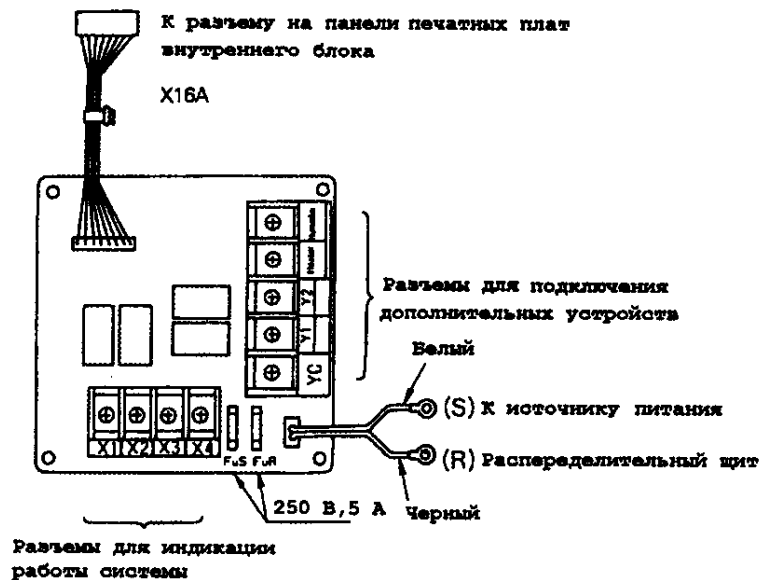 К разъему на панели печатных плат
внутреннего блока
X16A
Y2
Y1
YC
Разъемы для подключения
дополнительных устройств
Белый
(S) К источнику питания
(R) Распеределительный щит
Черный
X1 X2 X3 X4
FuS FuR
250 В,5 А
Разъемы для индикации
работы системы